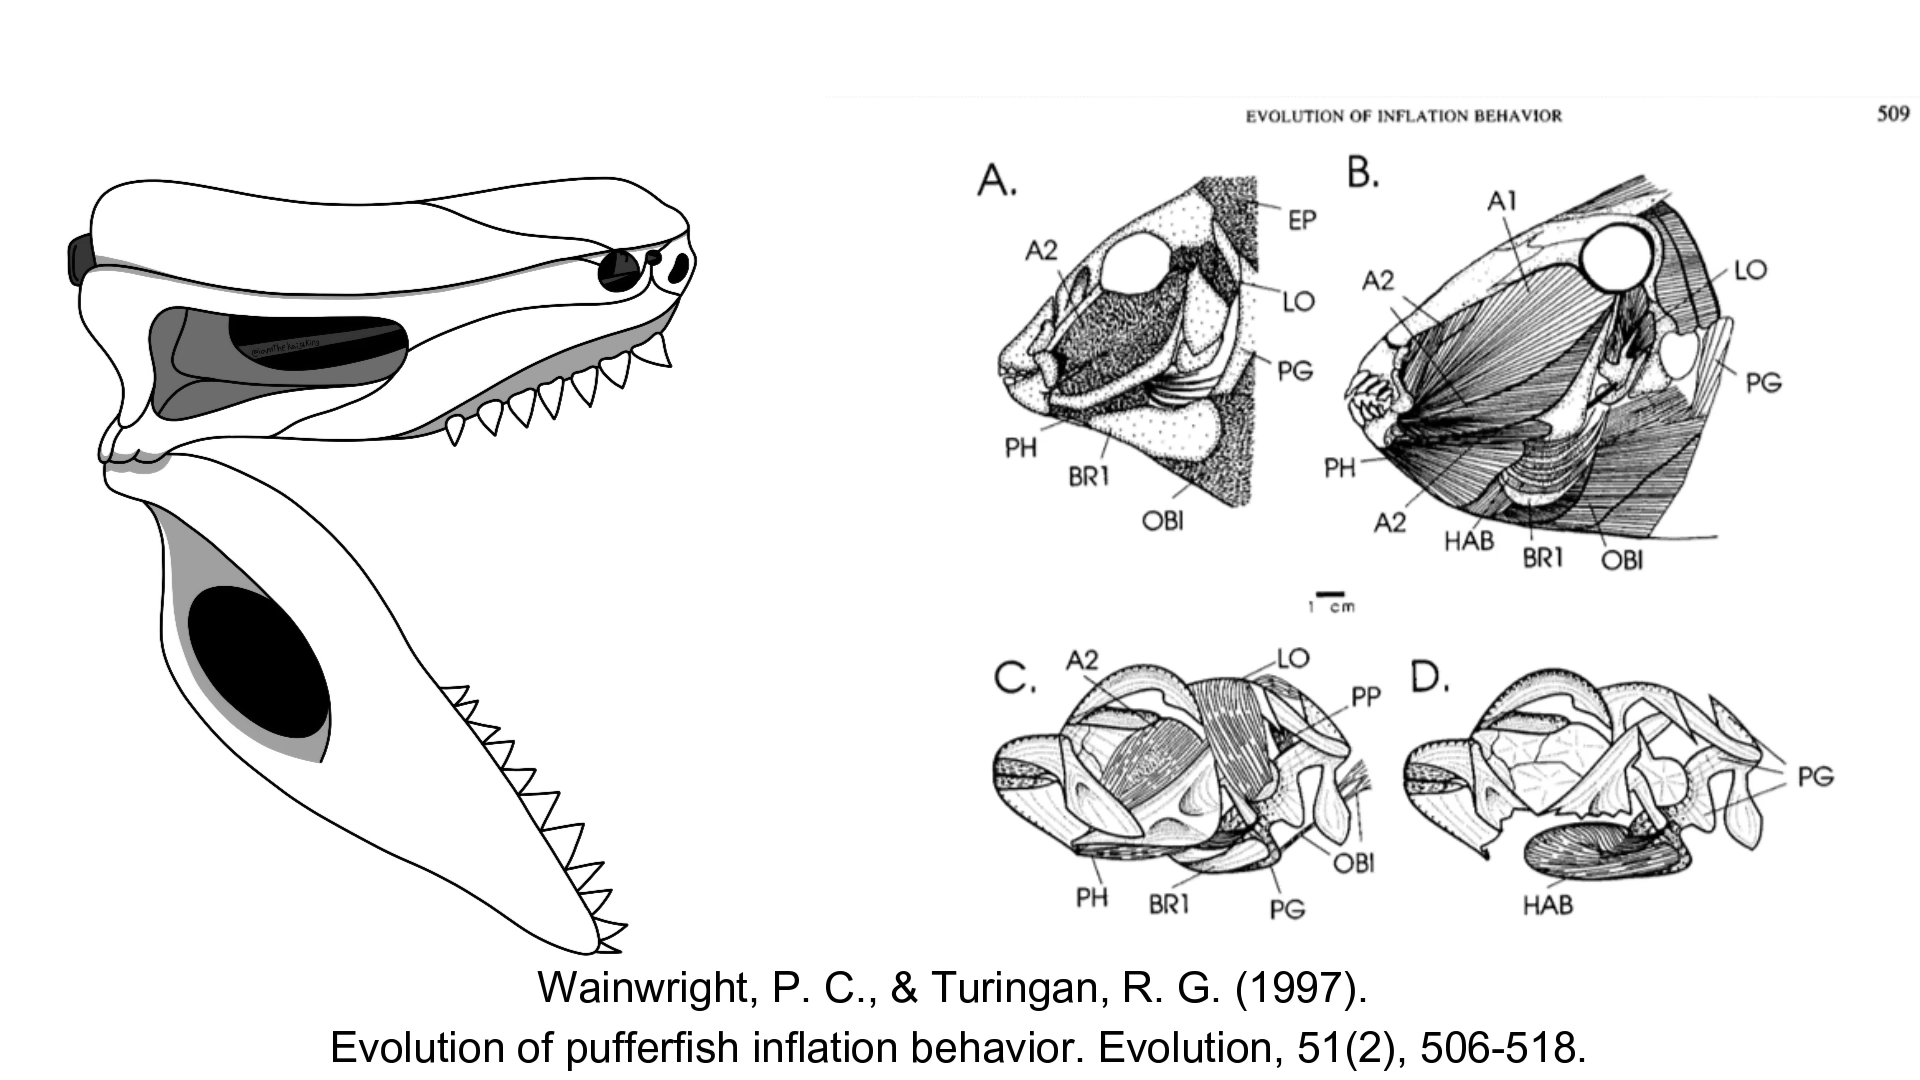 EVOLUTION OF INFLATION BEHAVIOR 509
A.
EP
A2
LO
PG
PH
BR1
OBI
B.
A1
LO
A2
PG
PH
A2
HAB
BR1
OBI
1 cm
C.
A2
LO
PP
OBI
PH
BR1
PG
D.
PG
HAB
Wainwright, P. C., & Turingan, R. G. (1997).
Evolution of pufferfish inflation behavior. Evolution, 51(2), 506-518.